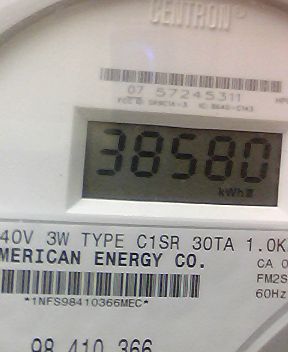 CENTRON®
07 57245311
38580
kWh
40V 3W TYPE C1SR 30TA 1.0K
MERICAN ENERGY CO.
CA 0
FM2S
60Hz
*1NFS98410366MEC*
98 410 366